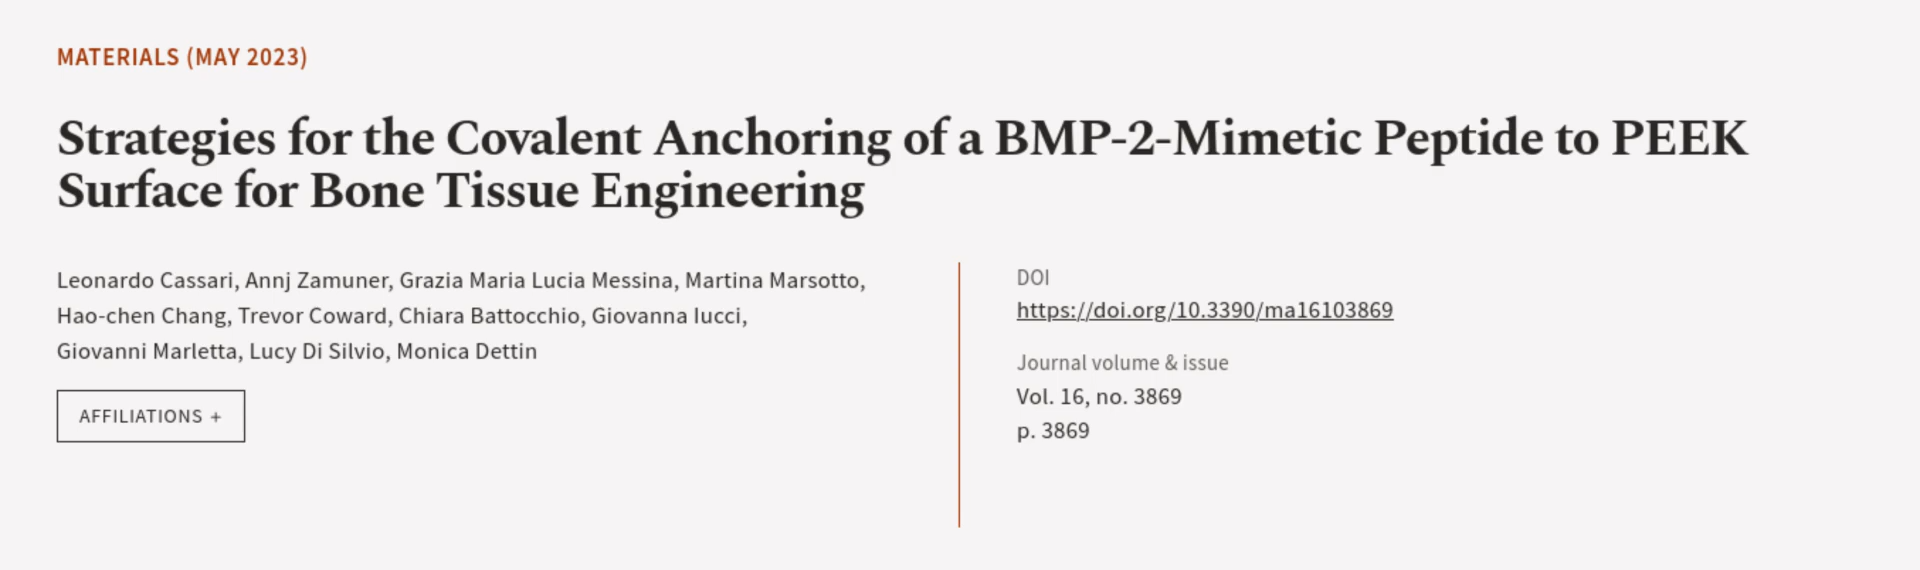 MATERIALS (MAY 2023)
Strategies for the Covalent Anchoring of a BMP-2-Mimetic Peptide to PEEK
Surface for Bone Tissue Engineering
Leonardo Cassari, Annj Zamuner, Grazia Maria Lucia Messina, Martina Marsotto,
Hao-chen Chang, Trevor Coward, Chiara Battocchio, Giovanna Iucci,
Giovanni Marletta, Lucy Di Silvio, Monica Dettin
AFFILIATIONS +
DOI
https://doi.org/10.3390/ma16103869
Journal volume & issue
Vol. 16, no. 3869
p. 3869